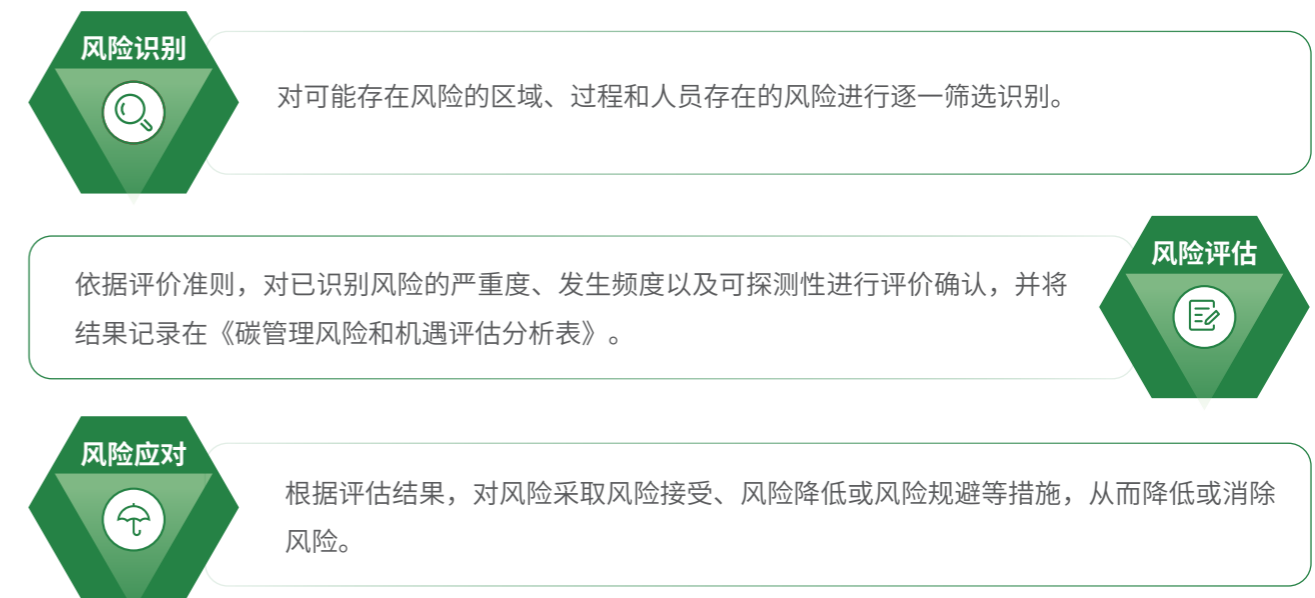 风险识别
对可能存在风险的区域、过程和人员存在的风险进行逐一筛选识别。
风险评估
依据评价准则，对已识别风险的严重度、发生频度以及可探测性进行评价确认，并将
结果记录在《碳管理风险和机遇评估分析表》。
风险应对
根据评估结果，对风险采取风险接受、风险降低或风险规避等措施，从而降低或消除
风险。